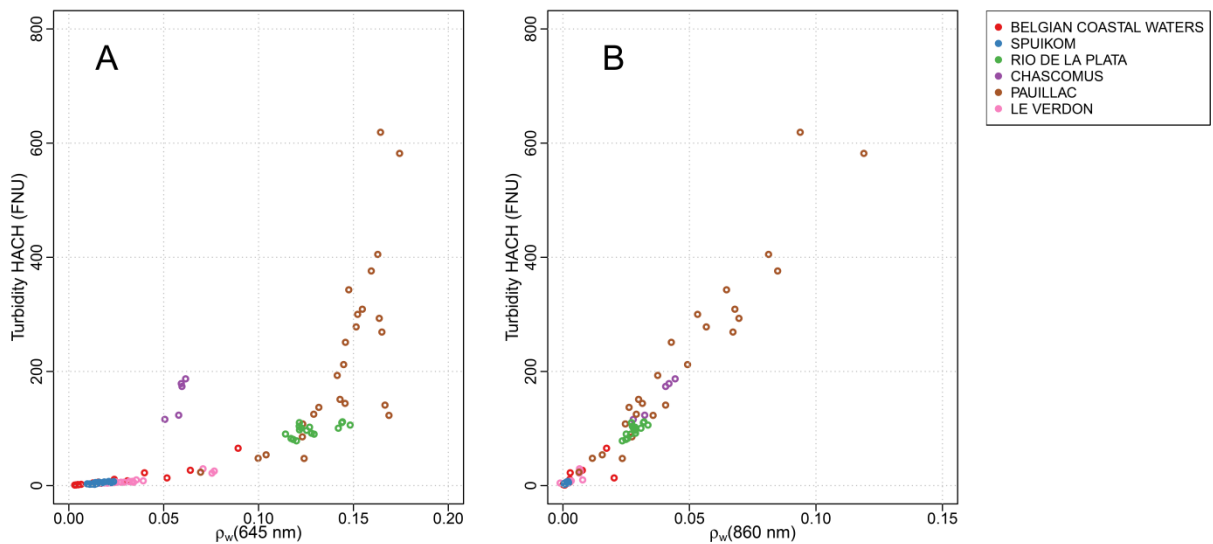 A
Turbidity HACH (FNU)
800
600
400
200
0
0.00 0.05 0.10 0.15 0.20
ρw(645 nm)
B
Turbidity HACH (FNU)
800
600
400
200
0
0.00 0.05 0.10 0.15
ρw(860 nm)
BELGIAN COASTAL WATERS
SPUIKOM
RIO DE LA PLATA
CHASCOMUS
PAUILLAC
LE VERDON